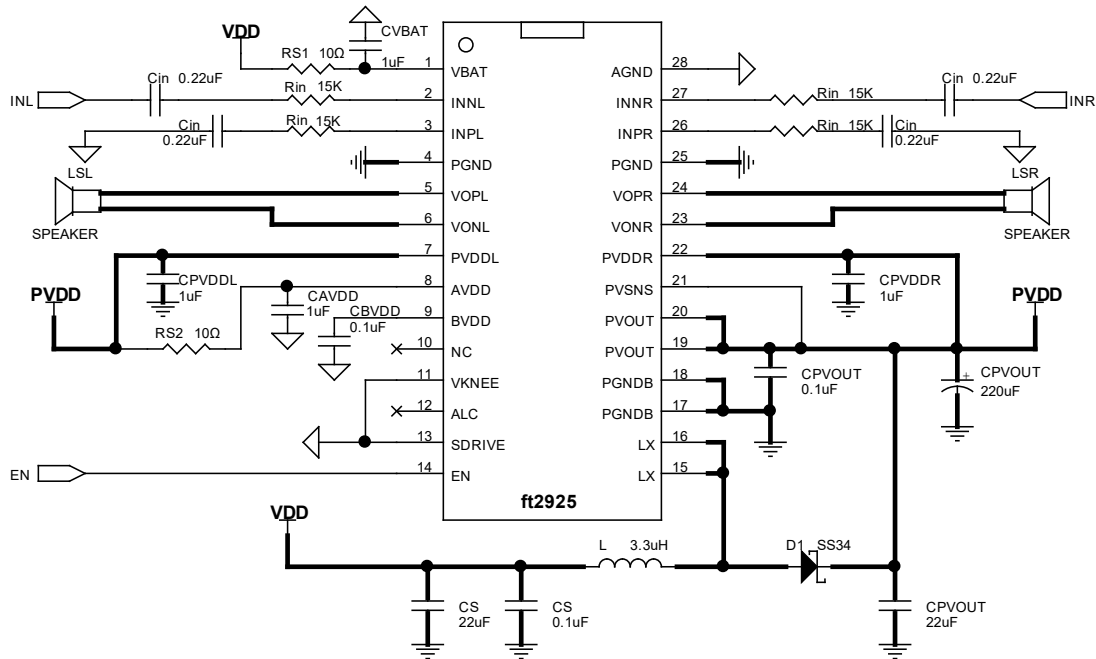 VDD
CVBAT
RS1 10Ω
1uF
1 VBAT
AGND 28
Cin 0.22uF
Rin 15K
INL
2 INNL
INNR 27
Rin 15K
Cin 0.22uF
INR
Cin
0.22uF
Rin 15K
3 INPL
INPR 26
Rin 15K
Cin
0.22uF
4 PGND
PGND 25
LSL
LSR
5 VOPL
VOPR 24
6 VONL
VONR 23
SPEAKER
SPEAKER
7 PVDDL
PVDDR 22
CPVDDL
1uF
CPVDDR
1uF
8 AVDD
PVSNS 21
PVDD
PVDD
CAVDD
1uF
CBVDD
0.1uF
9 BVDD
PVOUT 20
RS2 10Ω
10 NC
PVOUT 19
11 VKNEE
PGNDB 18
CPVOUT
0.1uF
CPVOUT
+
220uF
12 ALC
PGNDB 17
13 SDRIVE
LX 16
EN
14 EN
LX 15
ft2925
VDD
L 3.3uH
D1 SS34
CS
22uF
CS
0.1uF
CPVOUT
22uF